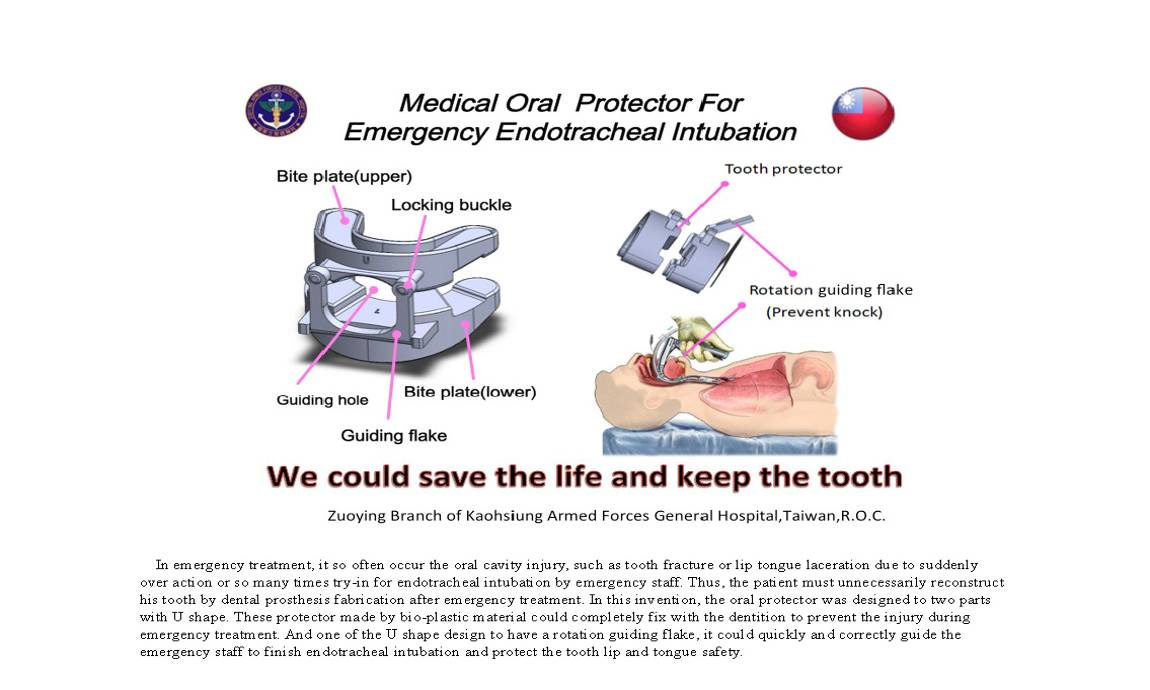 Medical Oral Protector For
Emergency Endotracheal Intubation
Bite plate(upper)
Locking buckle
Guiding hole
Bite plate(lower)
Guiding flake
Tooth protector
Rotation guiding flake
(Prevent knock)
We could save the life and keep the tooth
Zuoying Branch of Kaohsiung Armed Forces General Hospital,Taiwan,R.O.C.
In emergency treatment, it so often occur the oral cavity injury, such as tooth fracture or lip tongue laceration due to suddenly
over action or so many times try-in for endotracheal intubation by emergency staff. Thus, the patient must unnecessarily reconstruct
his tooth by dental prosthesis fabrication after emergency treatment. In this invention, the oral protector was designed to two parts
with U shape. These protector made by bio-plastic material could completely fix with the dentition to prevent the injury during
emergency treatment. And one of the U shape design to have a rotation guiding flake, it could quickly and correctly guide the
emergency staff to finish endotracheal intubation and protect the tooth lip and tongue safety.